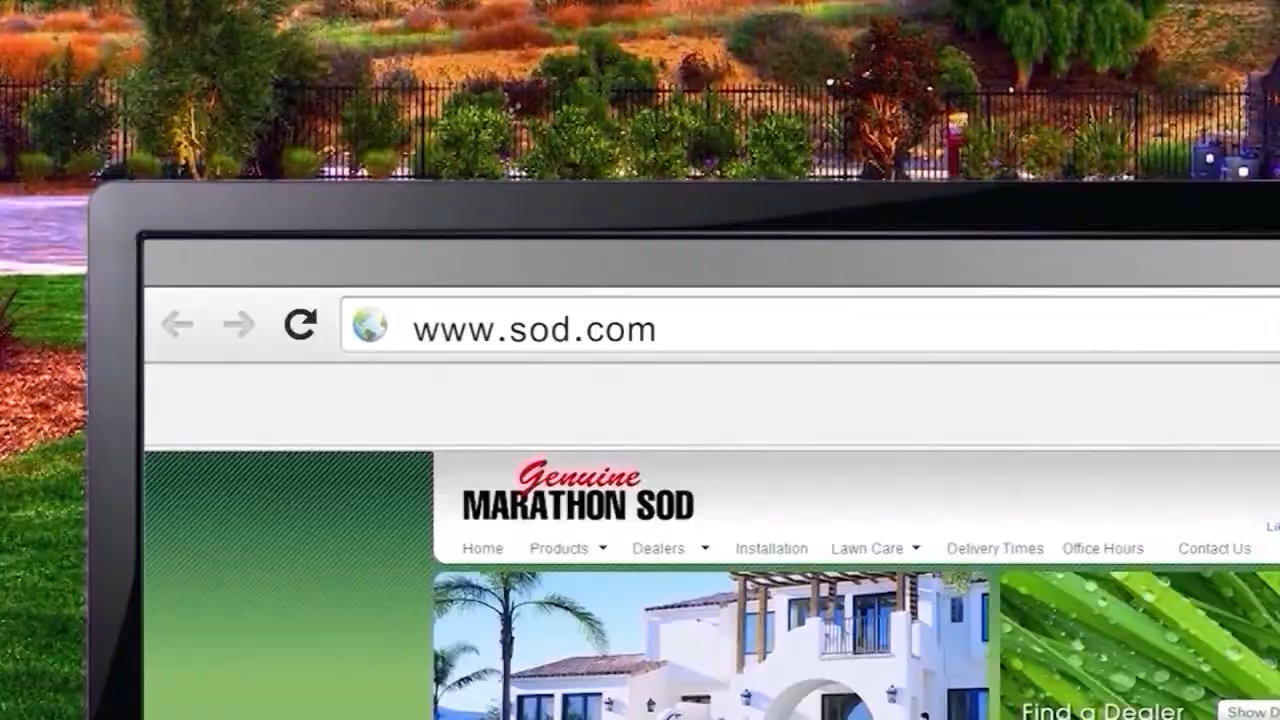 www.sod.com
Genuine
MARATHON SOD
Home Products Dealers Installation Lawn Care Delivery Times Office Hours Contact Us
Find a Dealer